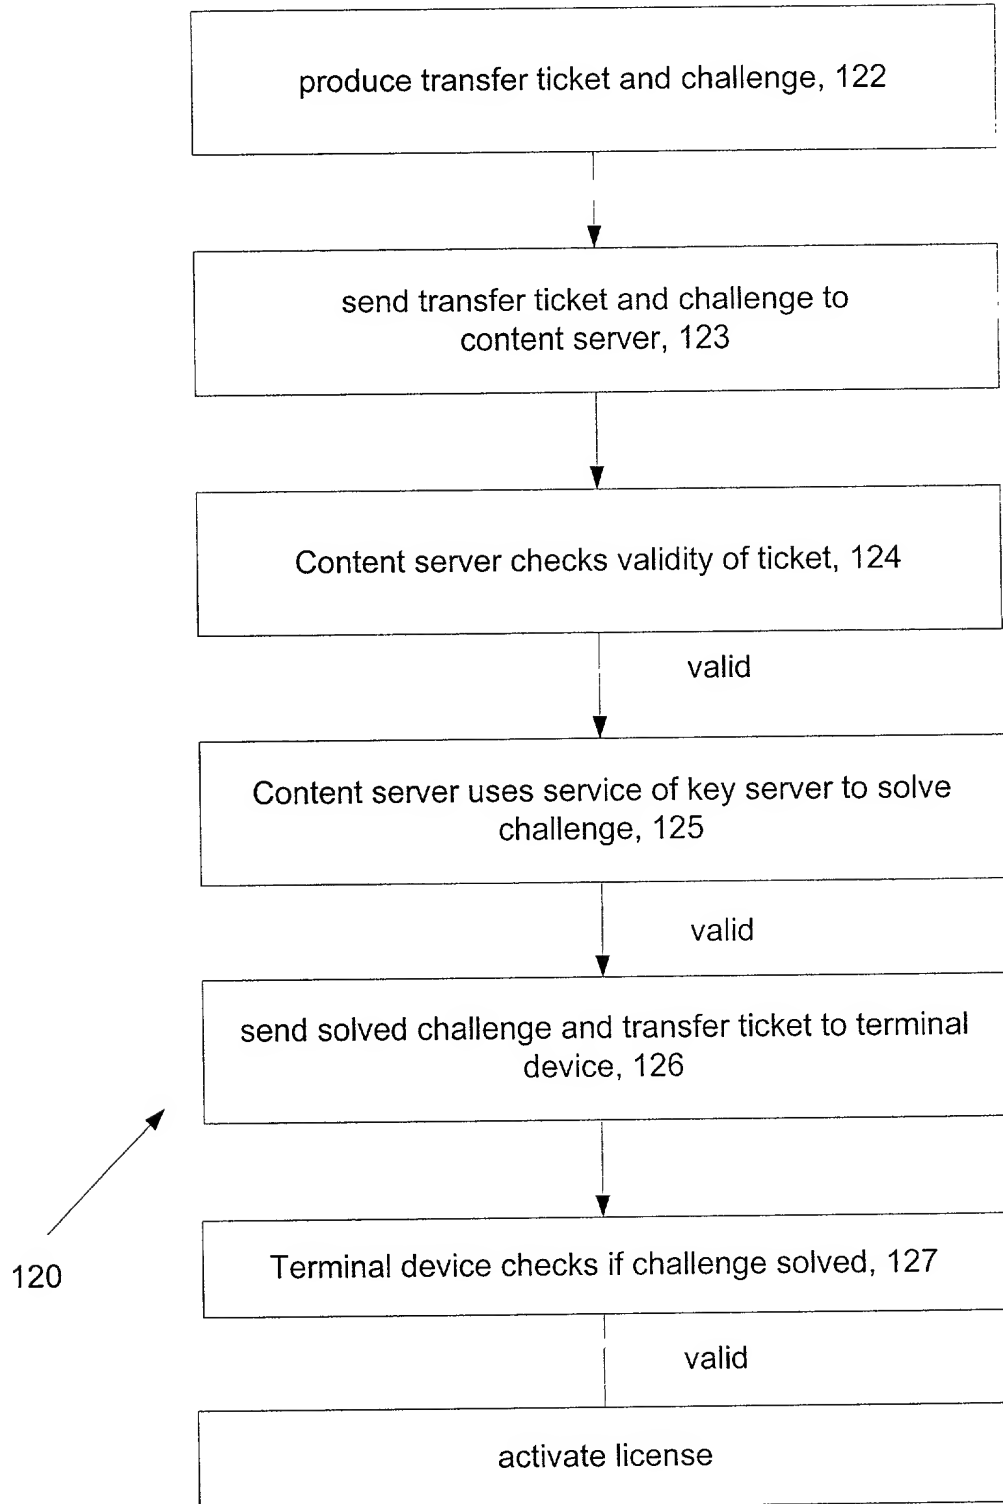 produce transfer ticket and challenge, 122
send transfer ticket and challenge to
content server, 123
Content server checks validity of ticket, 124
valid
Content server uses service of key server to solve
challenge, 125
valid
send solved challenge and transfer ticket to terminal
device, 126
120
Terminal device checks if challenge solved, 127
valid
activate license